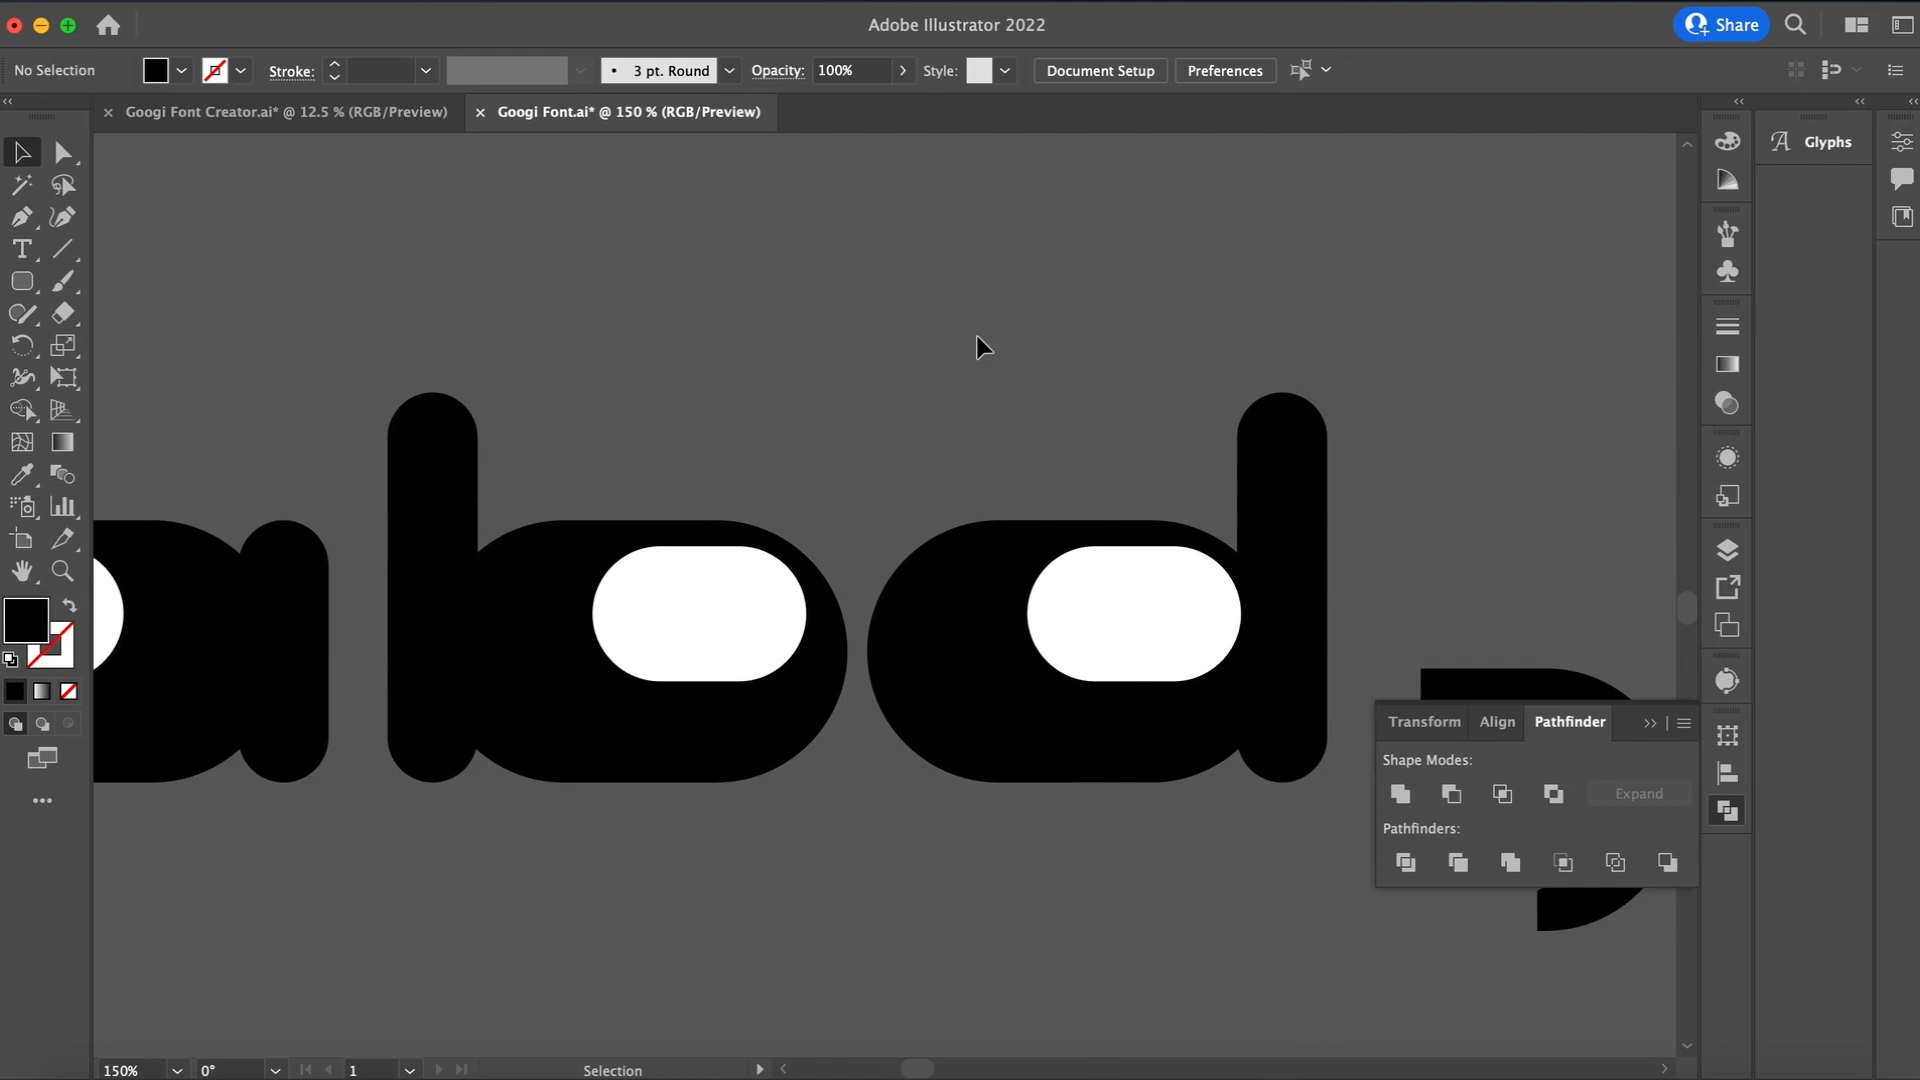 Adobe Illustrator 2022
Share
No Selection
Stroke:
3 pt. Round
Opacity:
100%
Style:
Document Setup
Preferences
Googi Font Creator.ai* @ 12.5 % (RGB/Preview)
Googi Font.ai* @ 150 % (RGB/Preview)
Glyphs
a b d
Transform
Align
Pathfinder
Shape Modes:
Expand
Pathfinders:
150%
0°
1
Selection